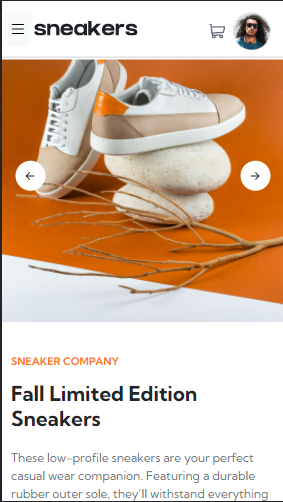 sneakers
SNEAKER COMPANY
Fall Limited Edition
Sneakers
These low-profile sneakers are your perfect
casual wear companion. Featuring a durable
rubber outer sole, they’ll withstand everything